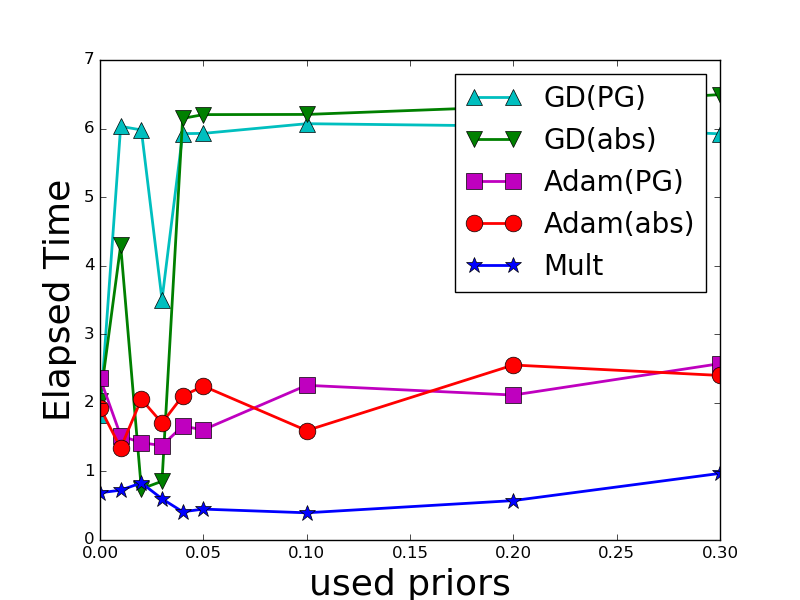 7
6
5
4
3
2
1
0
Elapsed Time
GD(PG)
GD(abs)
Adam(PG)
Adam(abs)
Mult
0.00 0.05 0.10 0.15 0.20 0.25 0.30
used priors